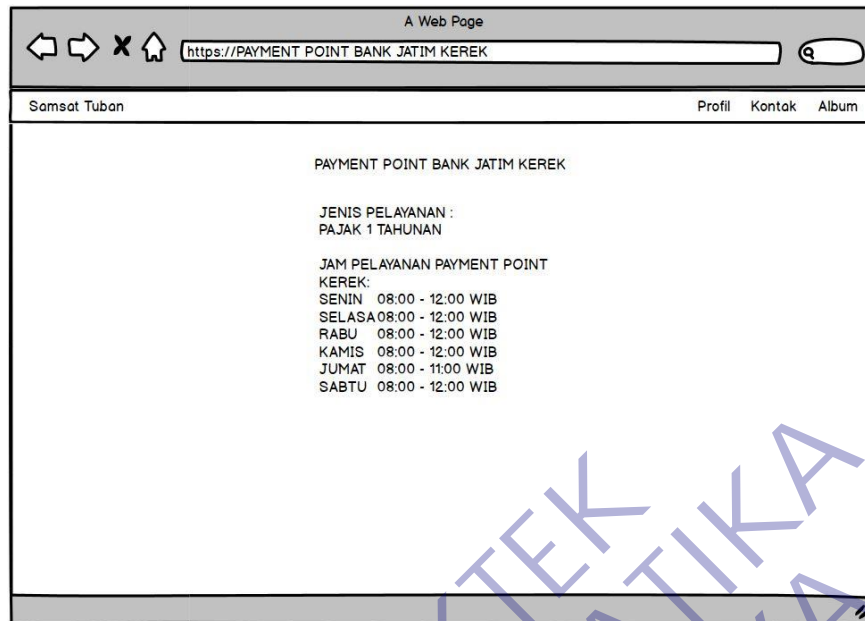 A Web Page
https://PAYMENT POINT BANK JATIM KEREK
Samsat Tuban Profil Kontak Album
PAYMENT POINT BANK JATIM KEREK
JENIS PELAYANAN :
PAJAK 1 TAHUNAN
JAM PELAYANAN PAYMENT POINT
KEREK:
SENIN 08:00 - 12:00 WIB
SELASA 08:00 - 12:00 WIB
RABU 08:00 - 12:00 WIB
KAMIS 08:00 - 12:00 WIB
JUMAT 08:00 - 11:00 WIB
SABTU 08:00 - 12:00 WIB